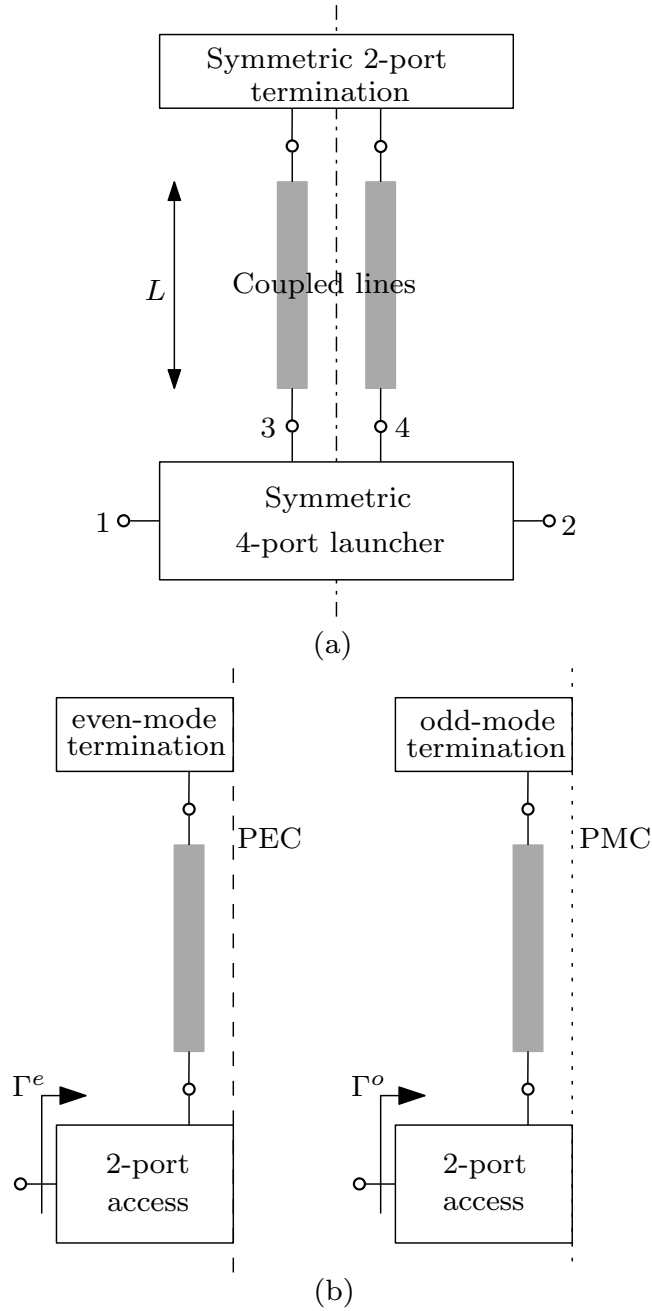 Symmetric 2-port
termination
L
Coupled lines
3
4
1
Symmetric
4-port launcher
2
(a)
even-mode
termination
odd-mode
termination
PEC
PMC
Γ^e
Γ^o
2-port
access
2-port
access
(b)